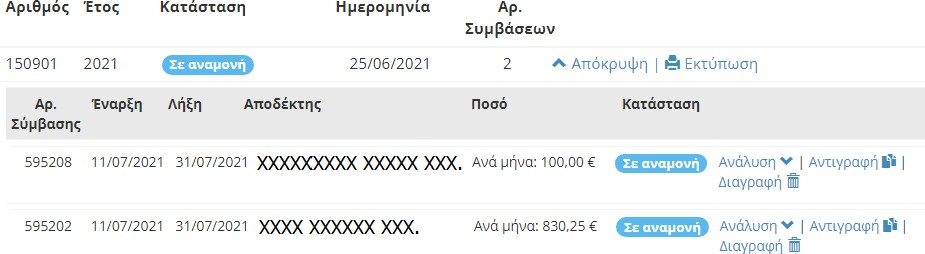 Αριθμός Έτος Κατάσταση Ημερομηνία Αρ. Συμβάσεων
150901 2021 Σε αναμονή 25/06/2021 2 Απόκρυψη | Εκτύπωση
Αρ. Σύμβασης Έναρξη Λήξη Αποδέκτης Ποσό Κατάσταση
595208 11/07/2021 31/07/2021 XXXXXXXXX XXXXX XXX. Ανά μήνα: 100,00 € Σε αναμονή Ανάλυση | Αντιγραφή |
Διαγραφή
595202 11/07/2021 31/07/2021 XXXX XXXXXX XXX. Ανά μήνα: 830,25 € Σε αναμονή Ανάλυση | Αντιγραφή |
Διαγραφή